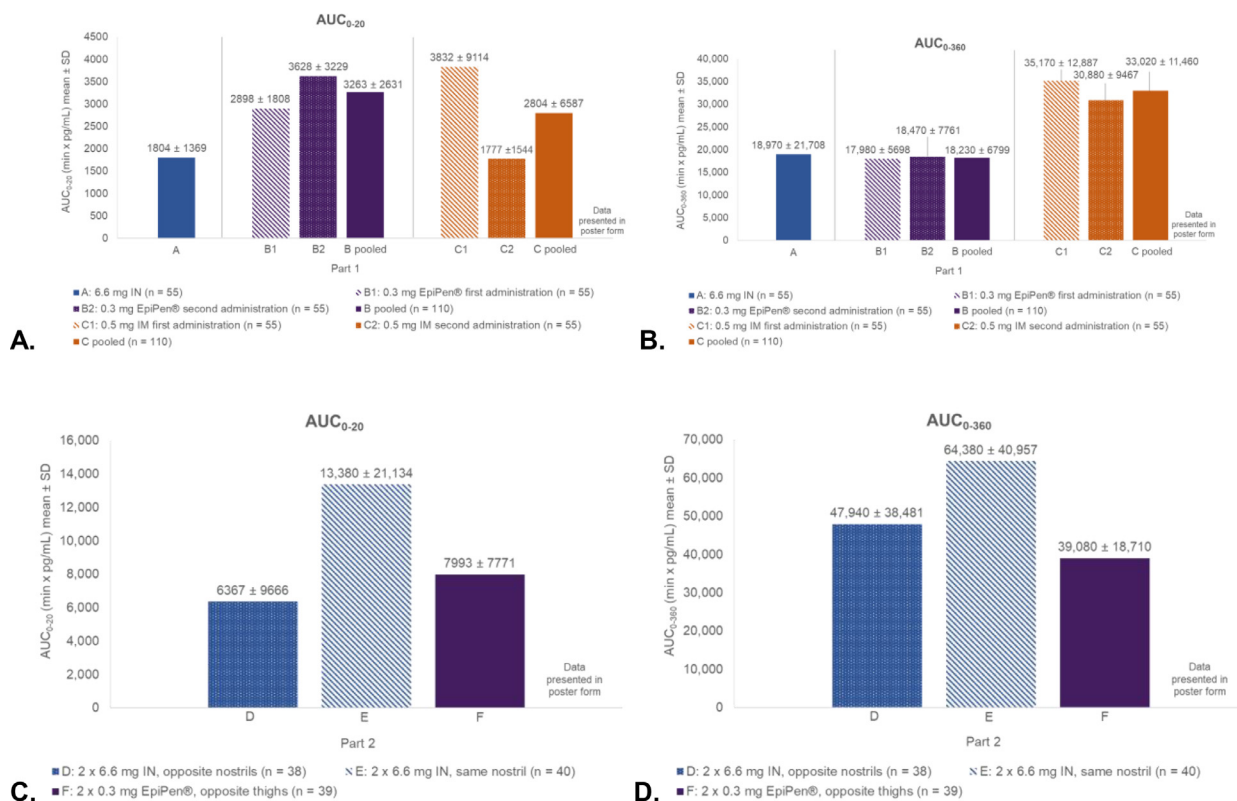 AUC0-20
AUC0-20 (min x pg/mL) mean ± SD
4500
4000
3500
3000
2500
2000
1500
1000
500
0
1804 ± 1369
2898 ± 1808
3628 ± 3229
3263 ± 2631
3832 ± 9114
1777 ±1544
2804 ± 6587
Data
presented in
poster form
A B1 B2 B pooled C1 C2 C pooled
Part 1
A: 6.6 mg IN (n = 55) B1: 0.3 mg EpiPen® first administration (n = 55)
B2: 0.3 mg EpiPen® second administration (n = 55) B pooled (n = 110)
C1: 0.5 mg IM first administration (n = 55) C2: 0.5 mg IM second administration (n = 55)
C pooled (n = 110)
A.
AUC0-360
AUC0-360 (min x pg/mL) mean ± SD
40,000
35,000
30,000
25,000
20,000
15,000
10,000
5,000
0
18,970 ± 21,708
17,980 ± 5698
18,470 ± 7761
18,230 ± 6799
35,170 ± 12,887
30,880 ± 9467
33,020 ± 11,460
Data
presented in
poster form
A B1 B2 B pooled C1 C2 C pooled
Part 1
A: 6.6 mg IN (n = 55) B1: 0.3 mg EpiPen® first administration (n = 55)
B2: 0.3 mg EpiPen® second administration (n = 55) B pooled (n = 110)
C1: 0.5 mg IM first administration (n = 55) C2: 0.5 mg IM second administration (n = 55)
C pooled (n = 110)
B.
AUC0-20
AUC0-20 (min x pg/mL) mean ± SD
16,000
14,000
12,000
10,000
8,000
6,000
4,000
2,000
0
6367 ± 9666
13,380 ± 21,134
7993 ± 7771
Data
presented in
poster form
D E F
Part 2
D: 2 x 6.6 mg IN, opposite nostrils (n = 38) E: 2 x 6.6 mg IN, same nostril (n = 40)
F: 2 x 0.3 mg EpiPen®, opposite thighs (n = 39)
C.
AUC0-360
AUC0-360 (min x pg/mL) mean ± SD
70,000
60,000
50,000
40,000
30,000
20,000
10,000
0
47,940 ± 38,481
64,380 ± 40,957
39,080 ± 18,710
Data
presented in
poster form
D E F
Part 2
D: 2 x 6.6 mg IN, opposite nostrils (n = 38) E: 2 x 6.6 mg IN, same nostril (n = 40)
F: 2 x 0.3 mg EpiPen®, opposite thighs (n = 39)
D.